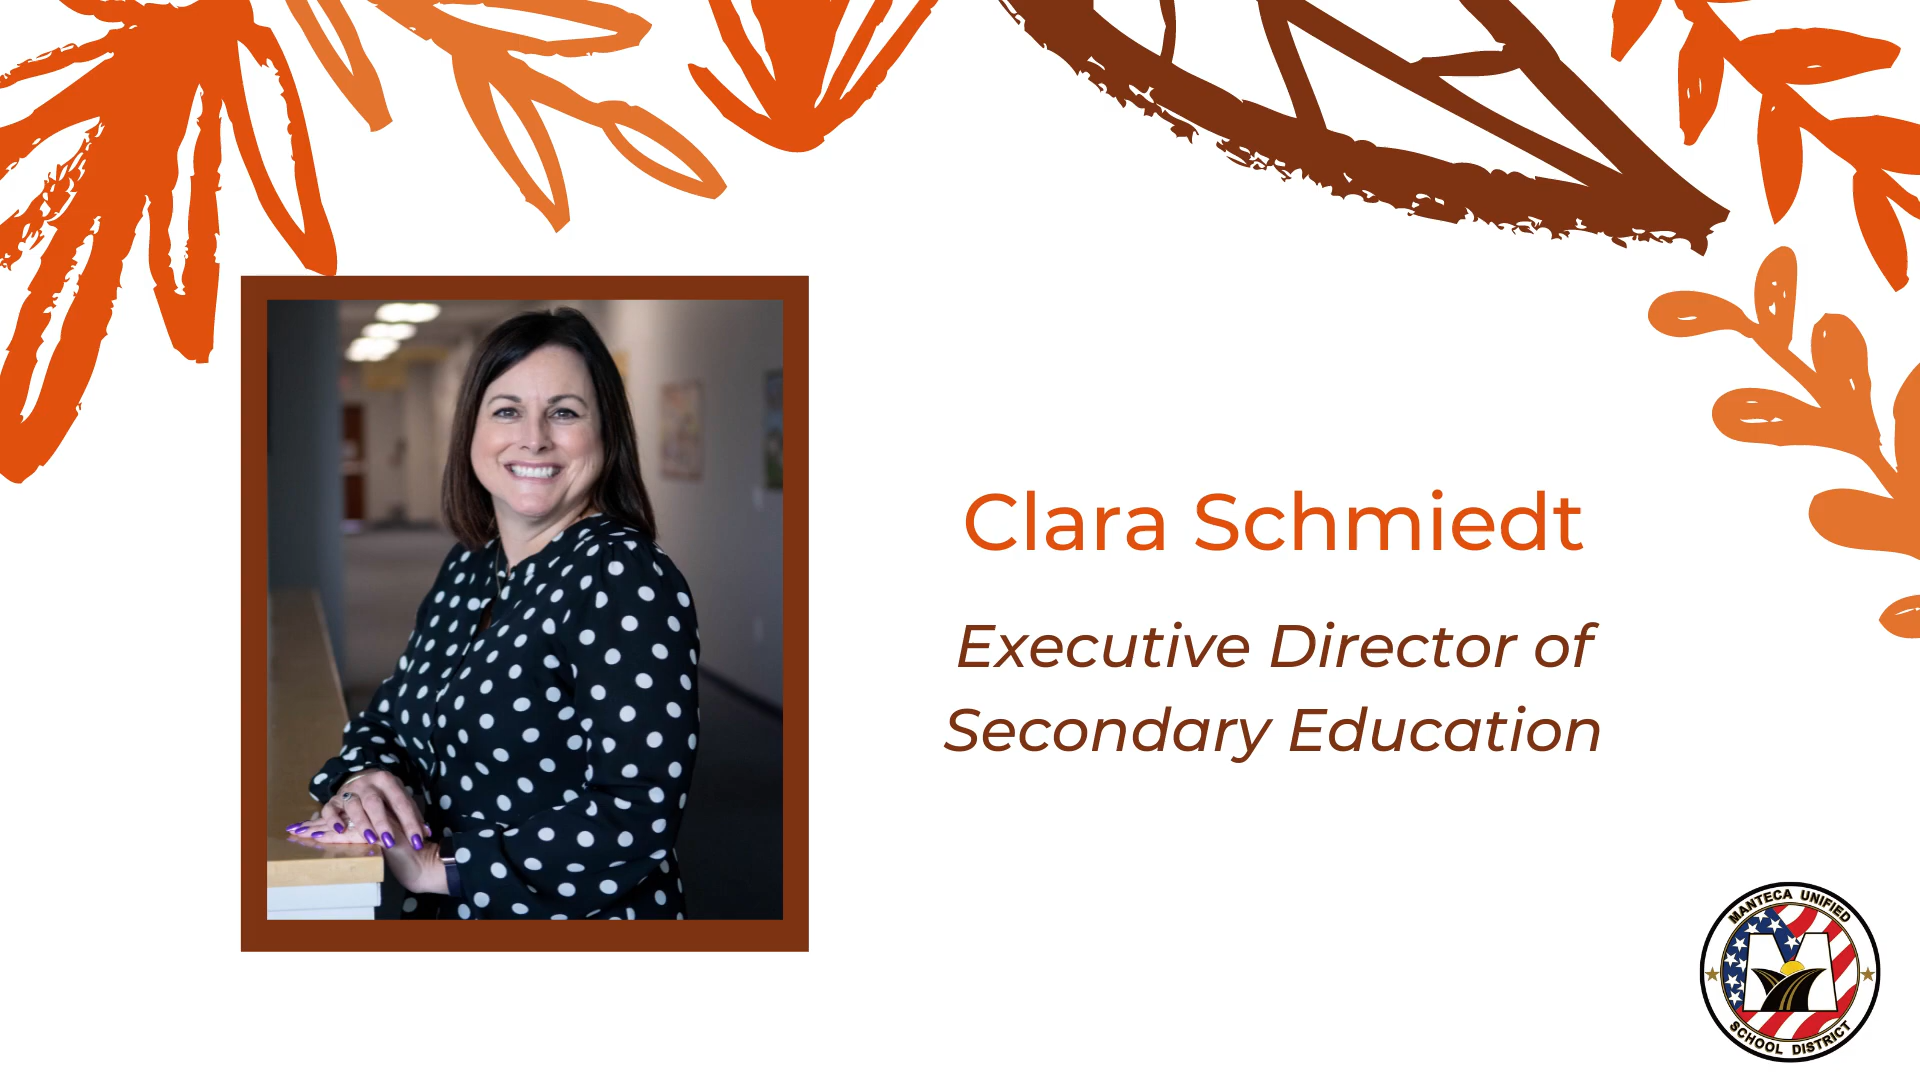 Clara Schmiedt
Executive Director of
Secondary Education
MANTECA UNIFIED
SCHOOL DISTRICT